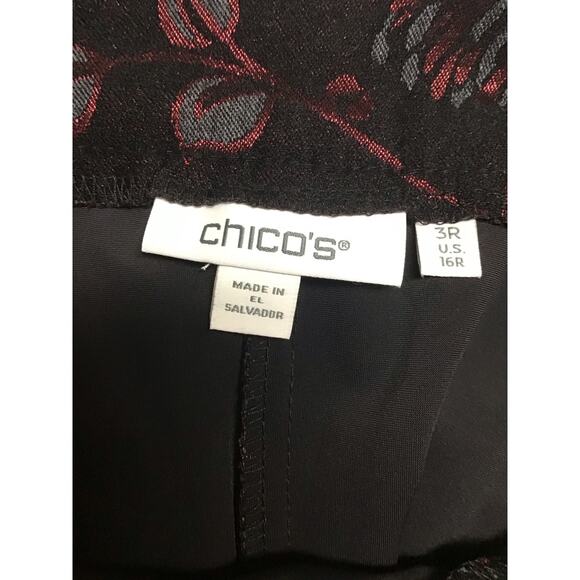 chico's®
3R
U.S.
16R
MADE IN
EL
SALVADOR